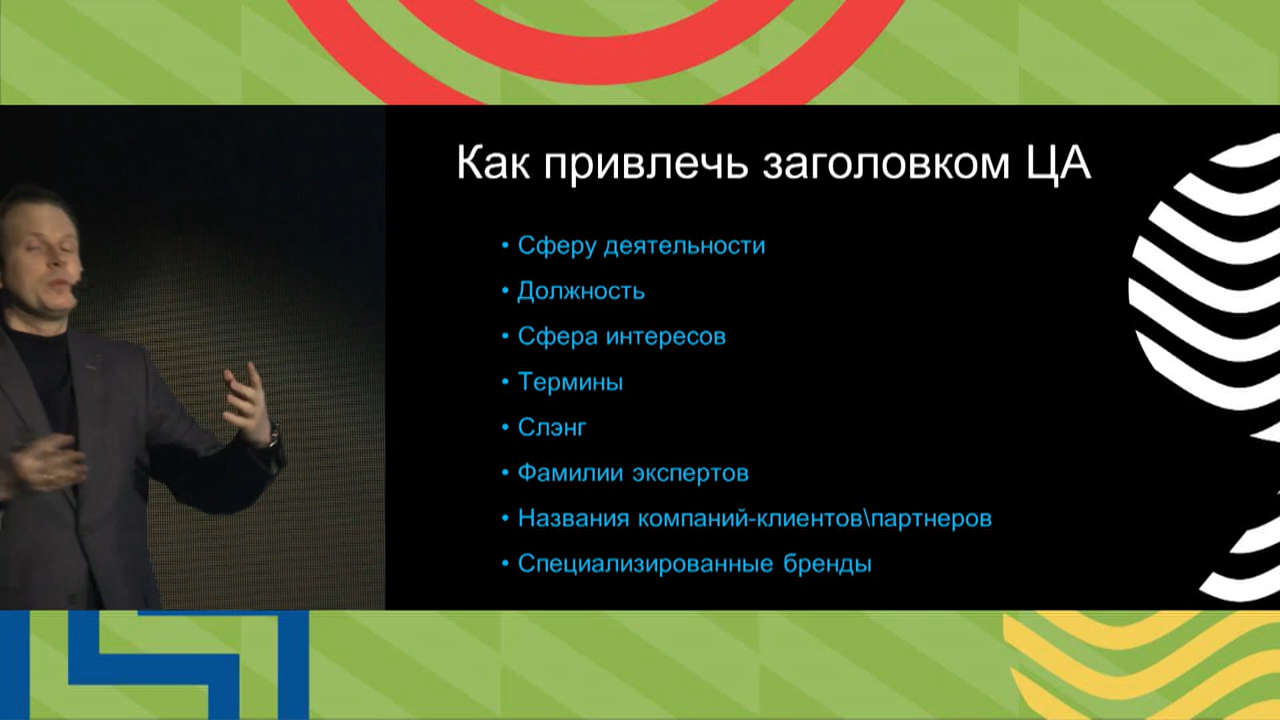 Как привлечь заголовком ЦА
• Сферу деятельности
• Должность
• Сфера интересов
• Термины
• Слэнг
• Фамилии экспертов
• Названия компаний-клиентов\партнеров
• Специализированные бренды